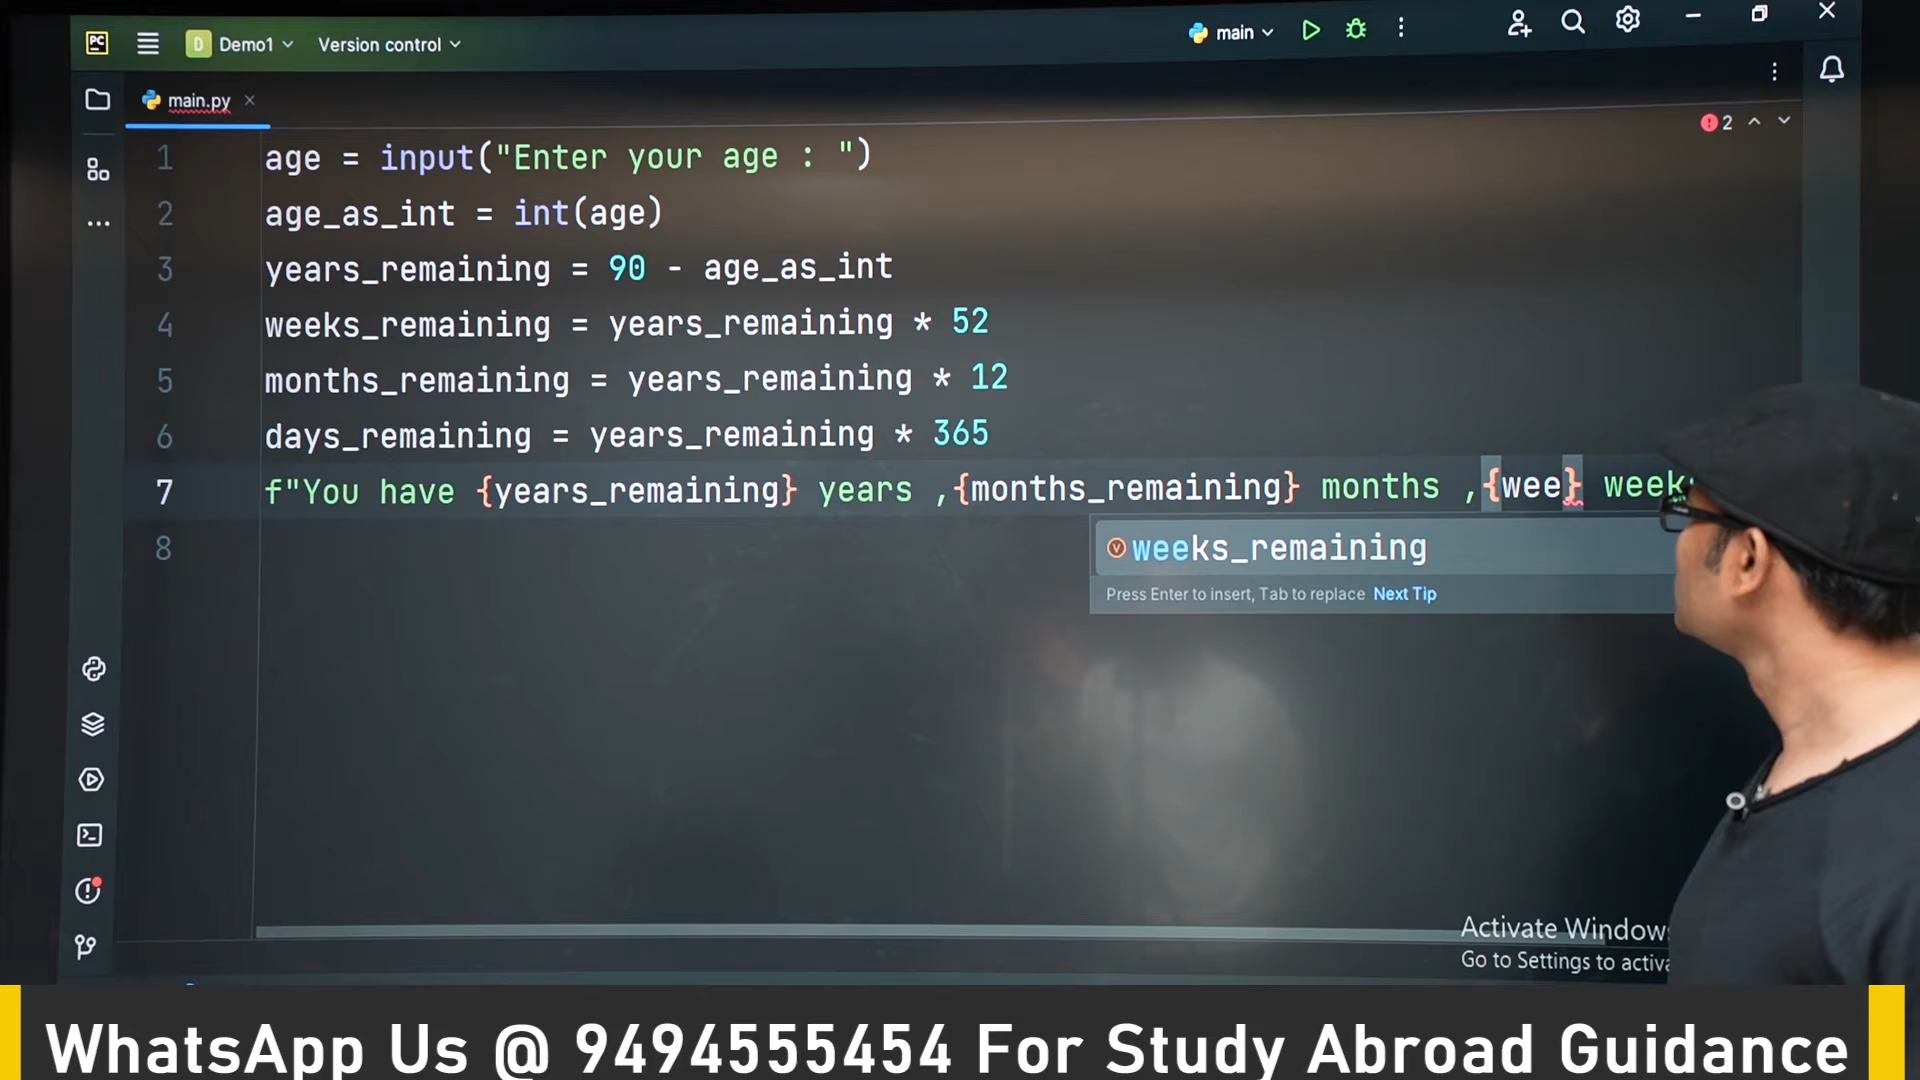 PC
D Demo1 Version control main
main.py
2
1 age = input("Enter your age : ")
2 age_as_int = int(age)
3 years_remaining = 90 - age_as_int
4 weeks_remaining = years_remaining * 52
5 months_remaining = years_remaining * 12
6 days_remaining = years_remaining * 365
7 f"You have {years_remaining} years ,{months_remaining} months ,{wee} week
8
weeks_remaining
Press Enter to insert, Tab to replace Next Tip
Activate Window
Go to Settings to activa
WhatsApp Us @ 9494555454 For Study Abroad Guidance